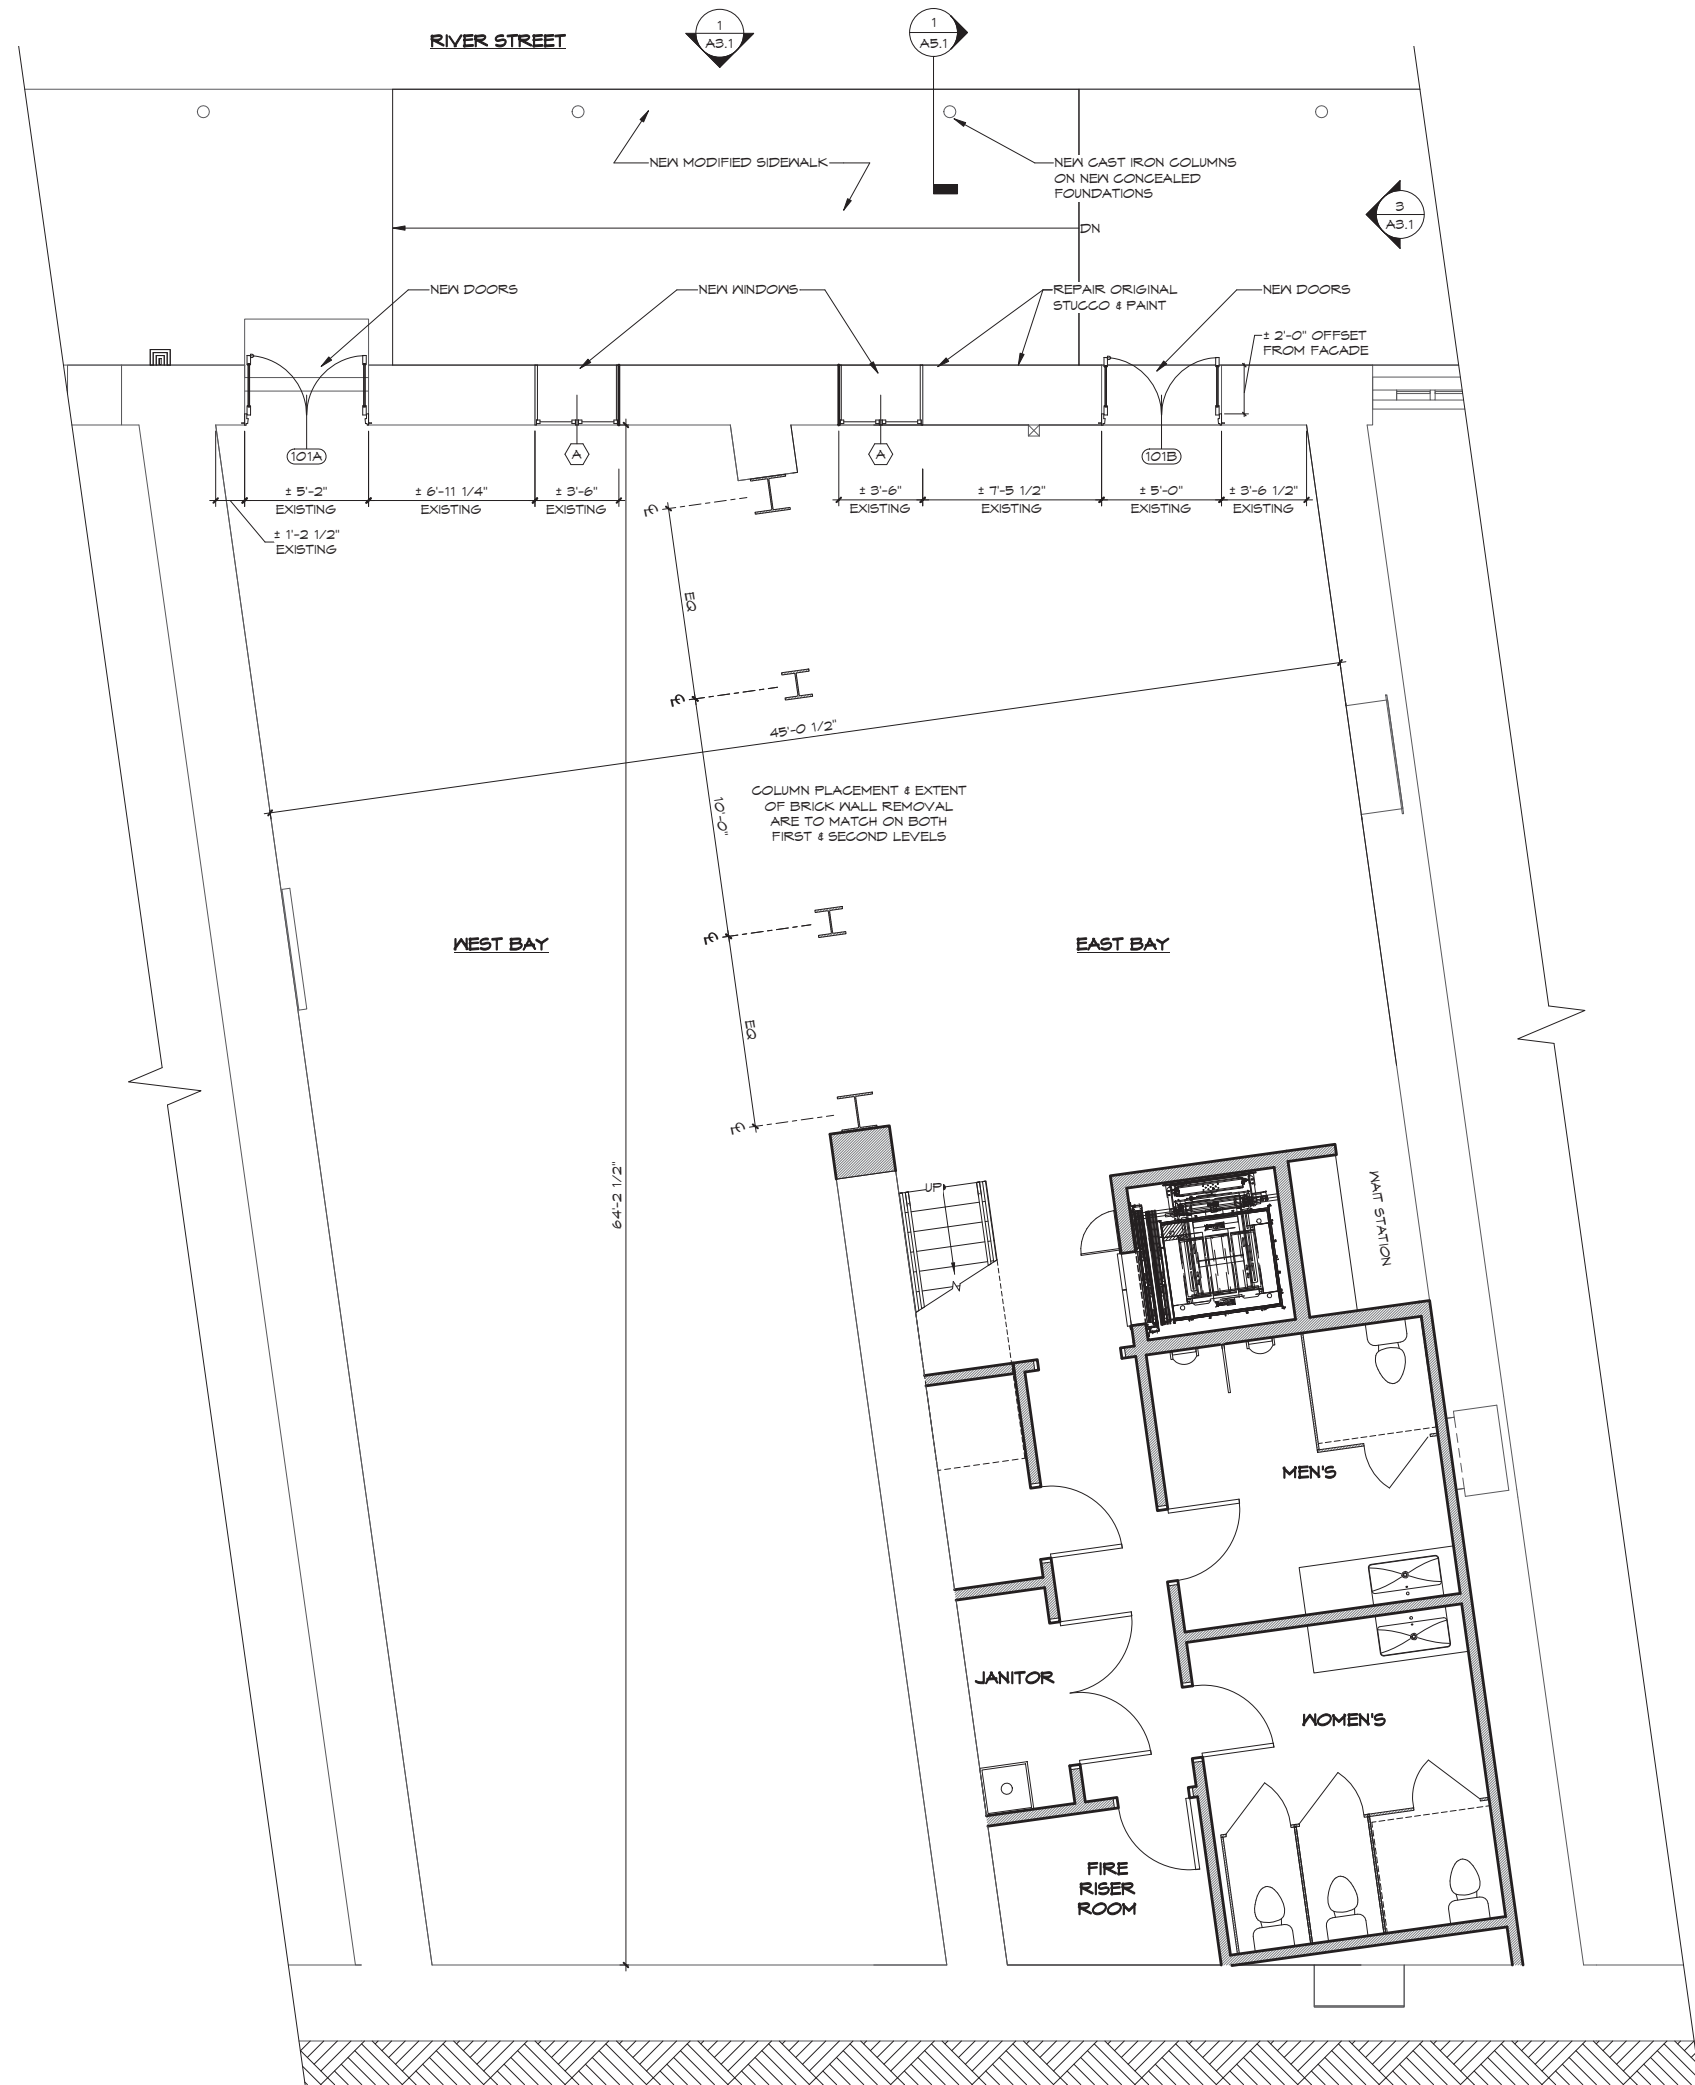 RIVER STREET
1
A3.1
1
A5.1
NEW MODIFIED SIDEWALK
NEW CAST IRON COLUMNS
ON NEW CONCEALED
FOUNDATIONS
3
A3.1
DN
NEW DOORS
NEW WINDOWS
REPAIR ORIGINAL
STUCCO & PAINT
NEW DOORS
± 2'-0" OFFSET
FROM FACADE
101A
A
A
101B
± 5'-2"
EXISTING
± 6'-11 1/4"
EXISTING
± 3'-6"
EXISTING
± 3'-6"
EXISTING
± 7'-5 1/2"
EXISTING
± 5'-0"
EXISTING
± 3'-6 1/2"
EXISTING
± 1'-2 1/2"
EXISTING
EQ
45'-0 1/2"
10'-0"
COLUMN PLACEMENT & EXTENT
OF BRICK WALL REMOVAL
ARE TO MATCH ON BOTH
FIRST & SECOND LEVELS
WEST BAY
EAST BAY
EQ
64'-2 1/2"
UP
WAIT STATION
MEN'S
JANITOR
WOMEN'S
FIRE
RISER
ROOM